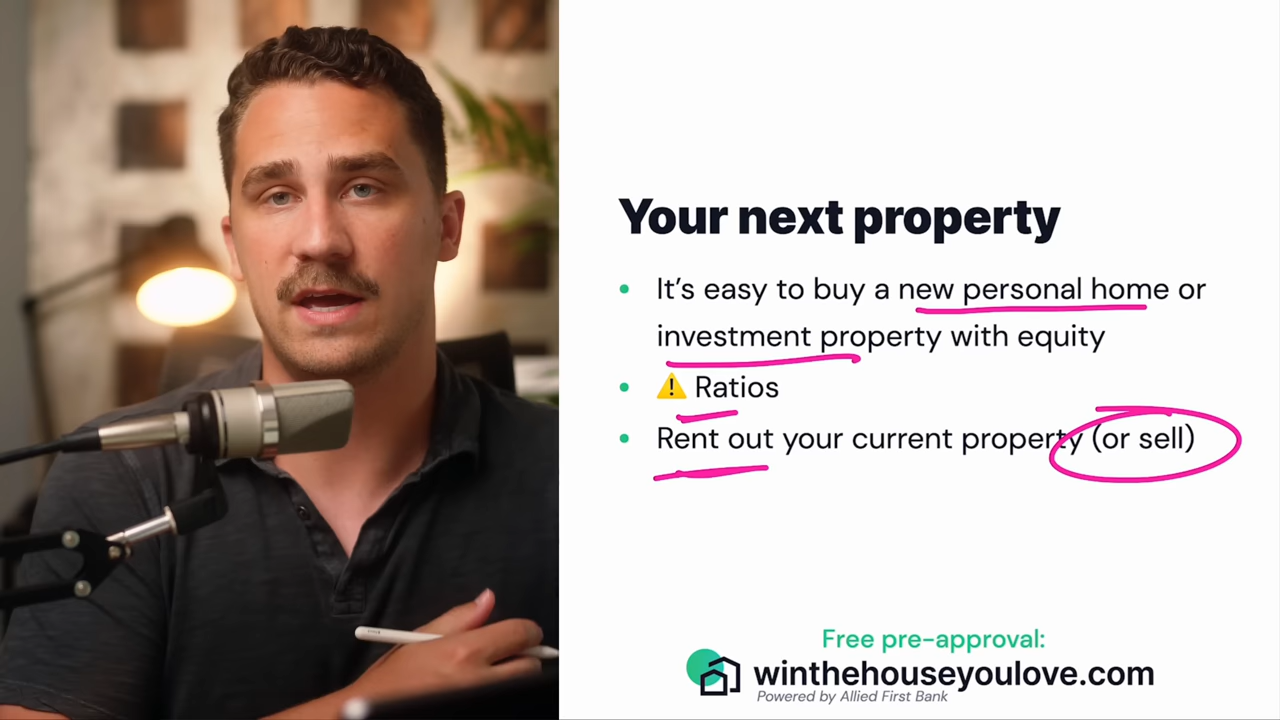 Your next property
• It’s easy to buy a new personal home or
investment property with equity
• ⚠️ Ratios
• Rent out your current property (or sell)
Free pre-approval:
winthehouseyoulove.com
Powered by Allied First Bank